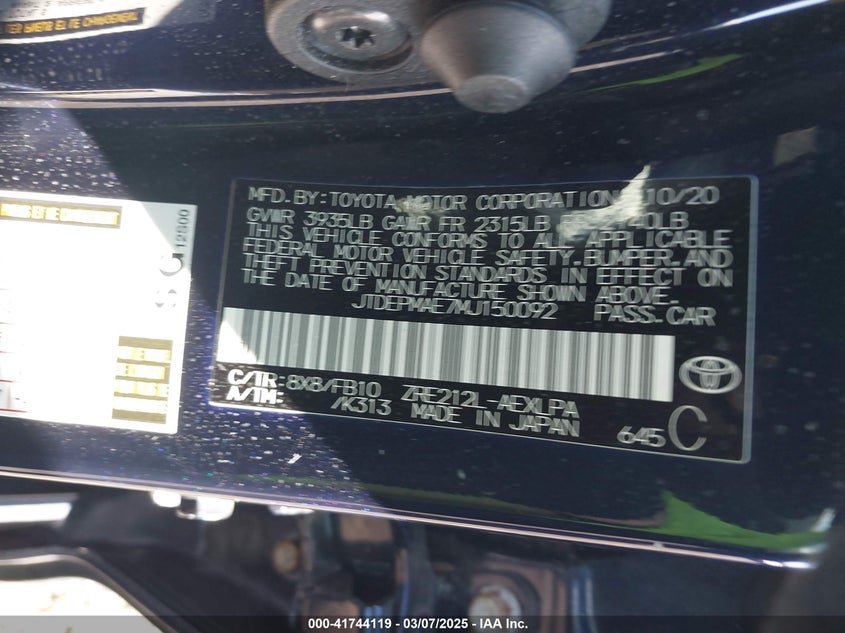 MFD. BY: TOYOTA MOTOR CORPORATION 10/20
GVWR 3935LB GAWR FR 2315LB
THIS VEHICLE CONFORMS TO ALL APPLICABLE
FEDERAL MOTOR VEHICLE SAFETY, BUMPER, AND
THEFT PREVENTION STANDARDS IN EFFECT ON
THE DATE OF MANUFACTURE SHOWN ABOVE.
JTDEPMAE7MJ150092 PASS.CAR
C/TR: 8X8/FB10 ZRE212L-AEXLPA
A/TM: /K313 MADE IN JAPAN
645 C
12S00
000-41744119 - 03/07/2025 - IAA Inc.